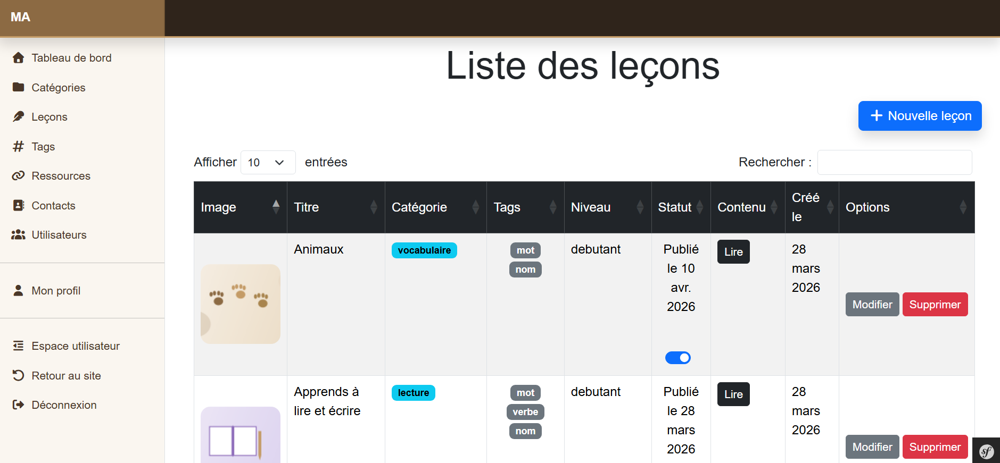 MA
Tableau de bord
Catégories
Leçons
Tags
Ressources
Contacts
Utilisateurs
Mon profil
Espace utilisateur
Retour au site
Déconnexion
Liste des leçons
Nouvelle leçon
Afficher 10 entrées
Rechercher :
Image Titre Catégorie Tags Niveau Statut Contenu Créé le Options
Animaux
vocabulaire
mot
nom
debutant
Publié
le 10
avr.
2026
Lire
28
mars
2026
Modifier Supprimer
Apprends à
lire et écrire
lecture
mot
verbe
nom
debutant
Publié
le 28
mars
2026
Lire
28
mars
2026
Modifier Supprimer
sf